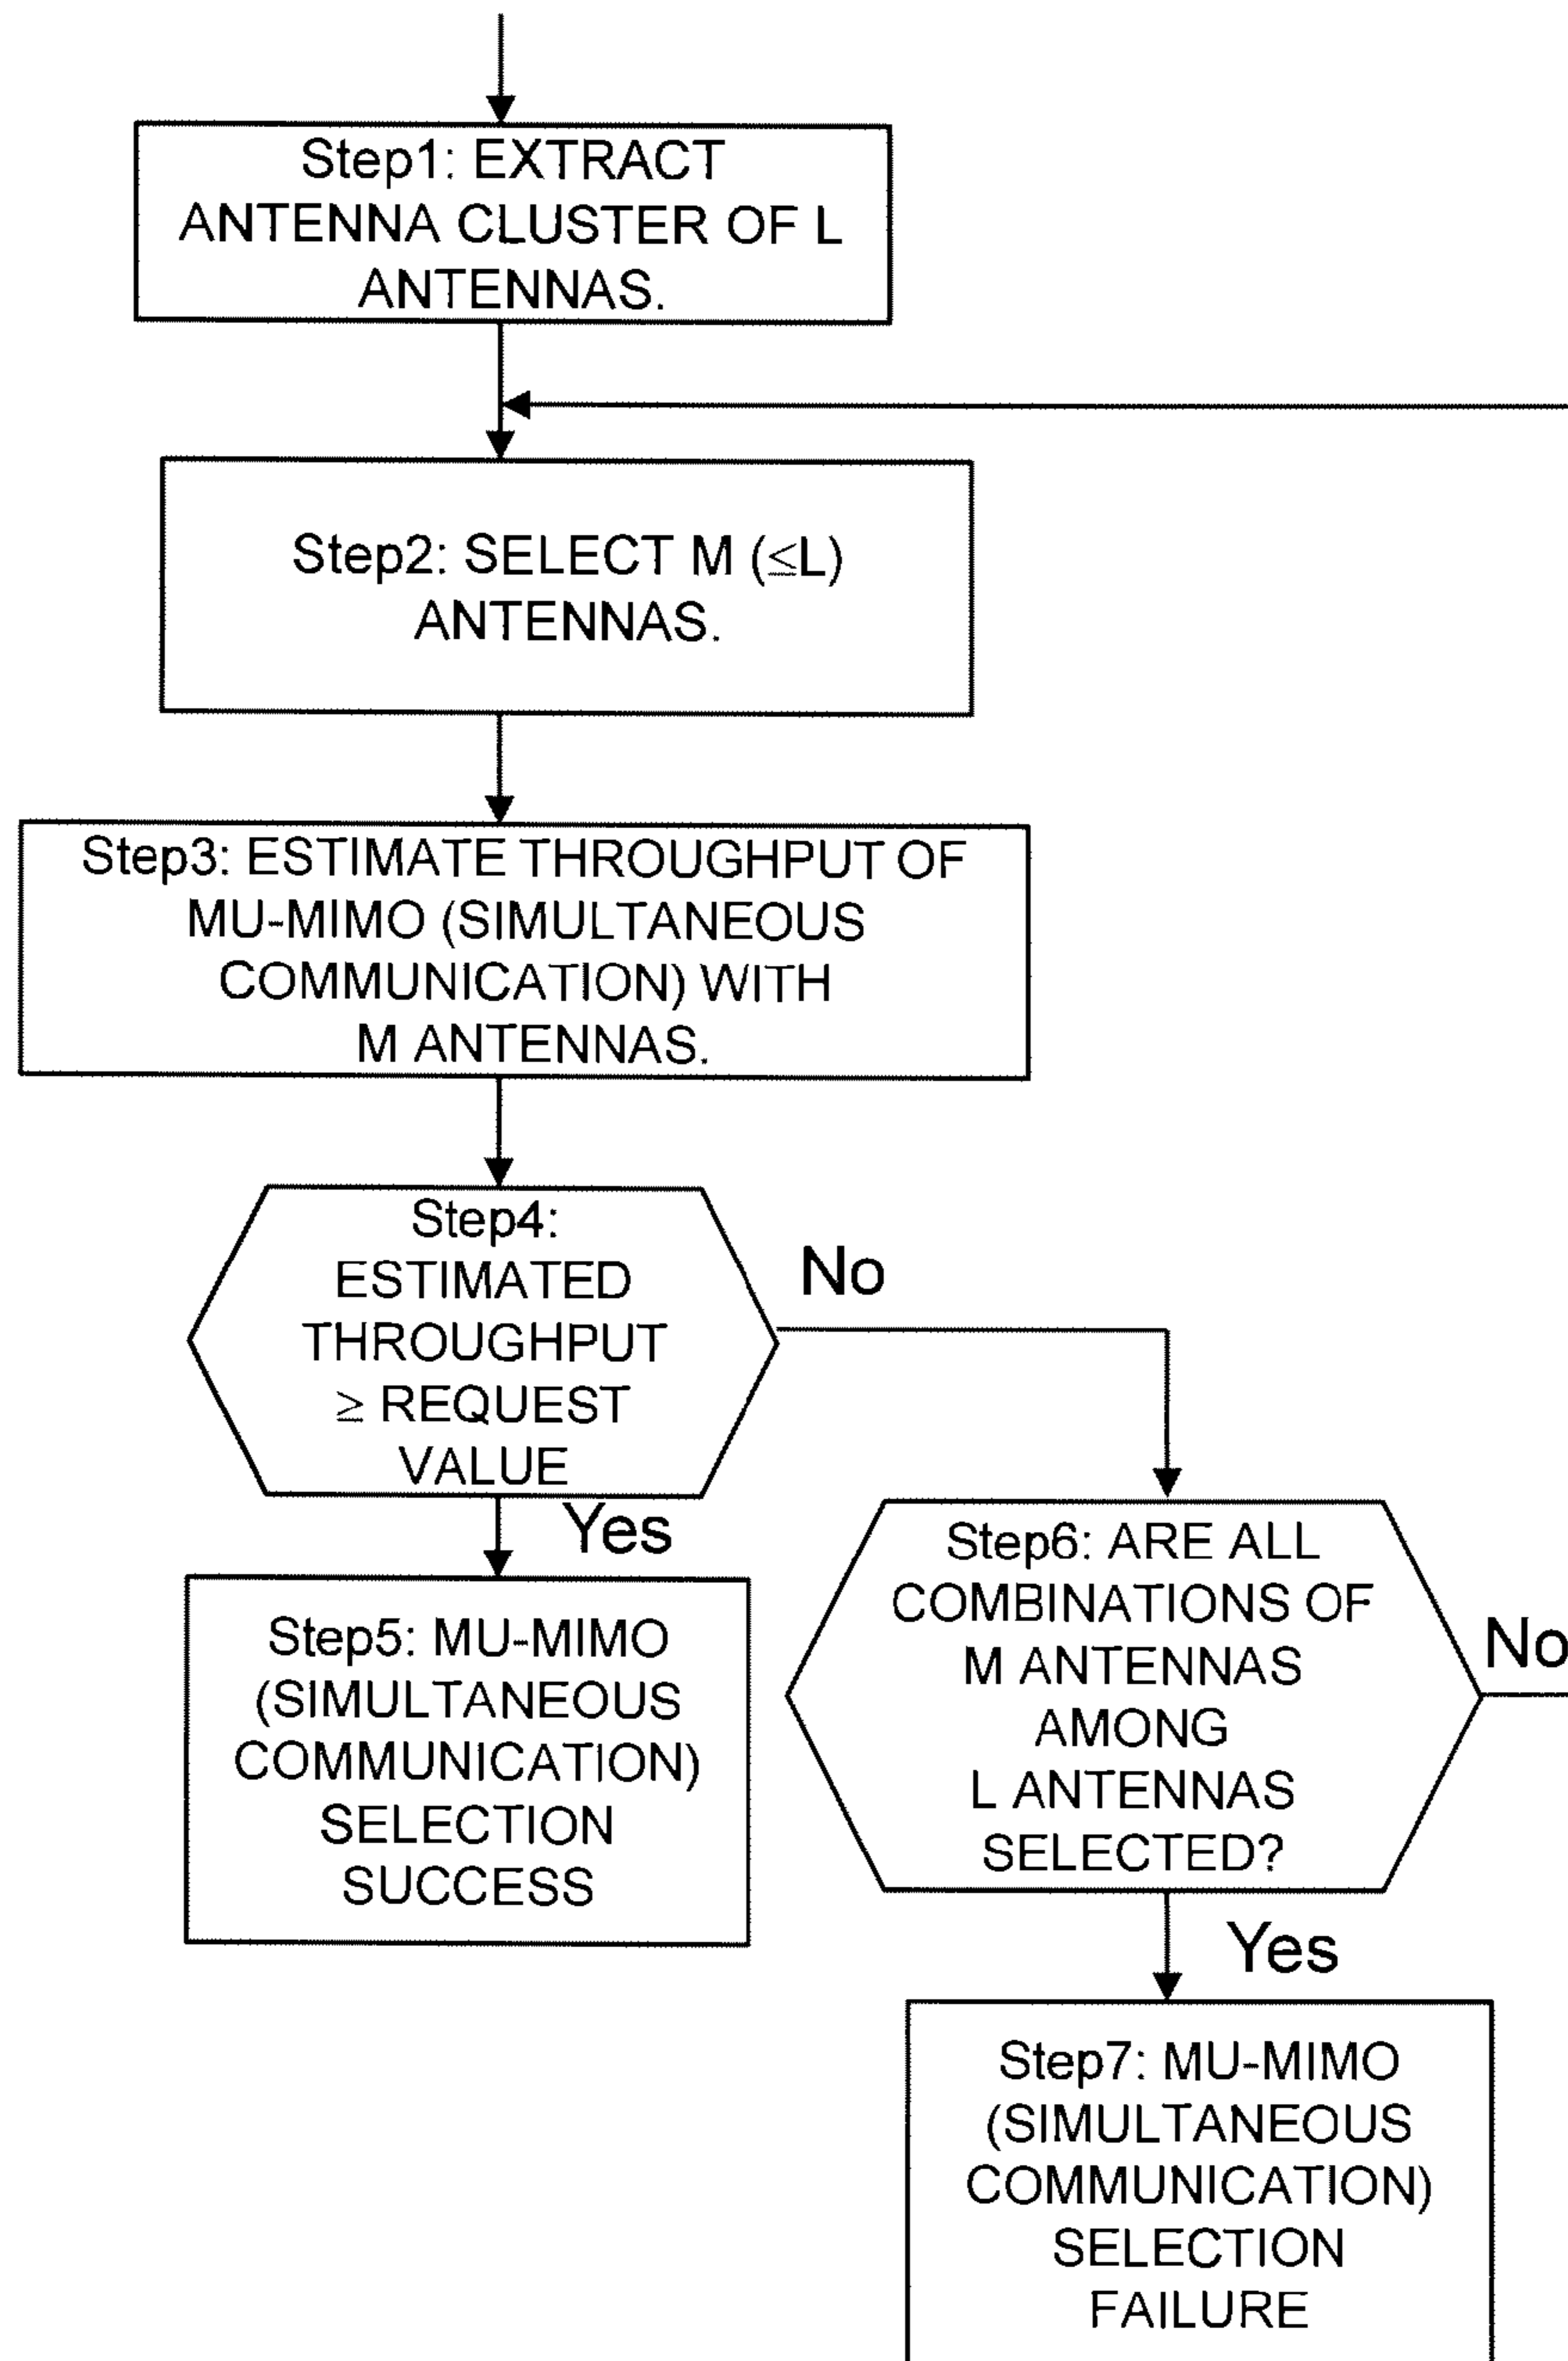 Step1: EXTRACT
ANTENNA CLUSTER OF L
ANTENNAS.
Step2: SELECT M (≤L)
ANTENNAS.
Step3: ESTIMATE THROUGHPUT OF
MU-MIMO (SIMULTANEOUS
COMMUNICATION) WITH
M ANTENNAS.
Step4:
ESTIMATED
THROUGHPUT
≥ REQUEST
VALUE
No
Yes
Step5: MU-MIMO
(SIMULTANEOUS
COMMUNICATION)
SELECTION
SUCCESS
Step6: ARE ALL
COMBINATIONS OF
M ANTENNAS
AMONG
L ANTENNAS
SELECTED?
No
Yes
Step7: MU-MIMO
(SIMULTANEOUS
COMMUNICATION)
SELECTION
FAILURE